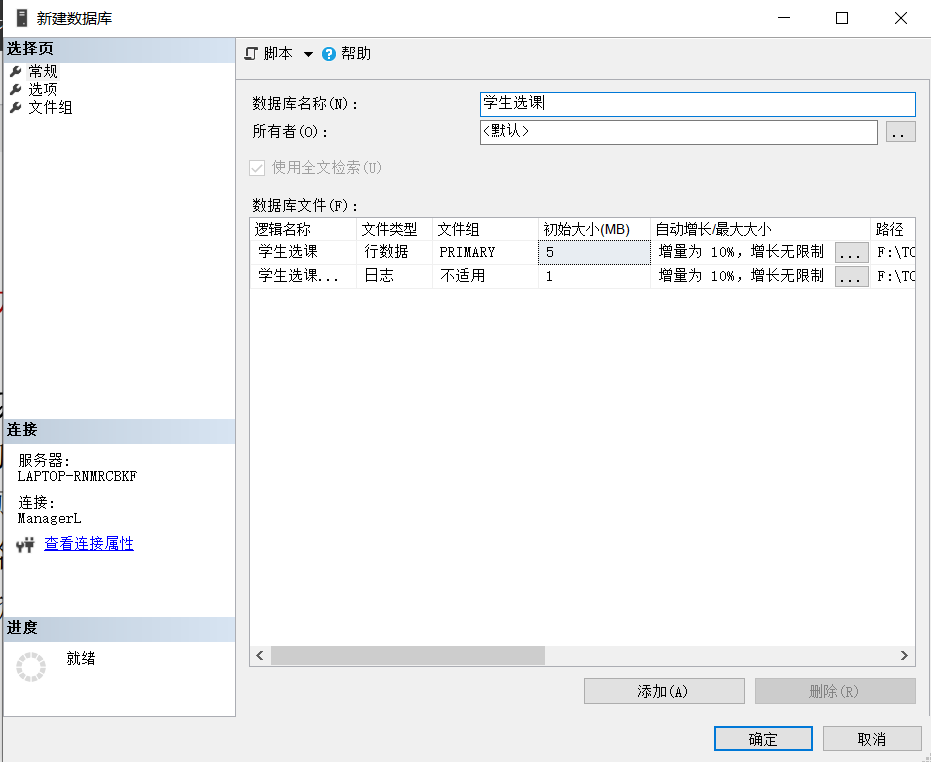 新建数据库
选择页
常规
选项
文件组
脚本 帮助
数据库名称(N):
学生选课
所有者(O):
<默认>
..
使用全文检索(U)
数据库文件(F):
逻辑名称 文件类型 文件组 初始大小(MB) 自动增长/最大大小 路径
学生选课 行数据 PRIMARY 5 增量为 10%，增长无限制 ... F:\TO
学生选课... 日志 不适用 1 增量为 10%，增长无限制 ... F:\TO
连接
服务器:
LAPTOP-RNMRCBKF
连接:
ManagerL
查看连接属性
进度
就绪
添加(A) 删除(R)
确定 取消